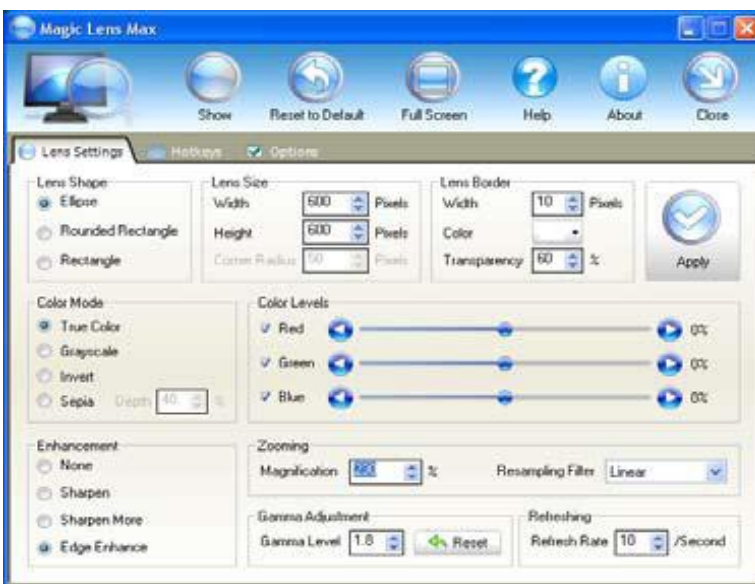 Magic Lens Max
Show
Reset to Default
Full Screen
Help
About
Close
Lens Settings
Hotkeys
Options
Lens Shape
Ellipse
Rounded Rectangle
Rectangle
Lens Size
Width 600 Pixels
Height 600 Pixels
Corner Radius 50 Pixels
Lens Border
Width 10 Pixels
Color
Transparency 60 %
Apply
Color Mode
True Color
Grayscale
Invert
Sepia Depth 40 %
Color Levels
Red 0%
Green 0%
Blue 0%
Enhancement
None
Sharpen
Sharpen More
Edge Enhance
Zooming
Magnification %
Resampling Filter Linear
Gamma Adjustment
Gamma Level 1.8 Reset
Refreshing
Refresh Rate 10 /Second